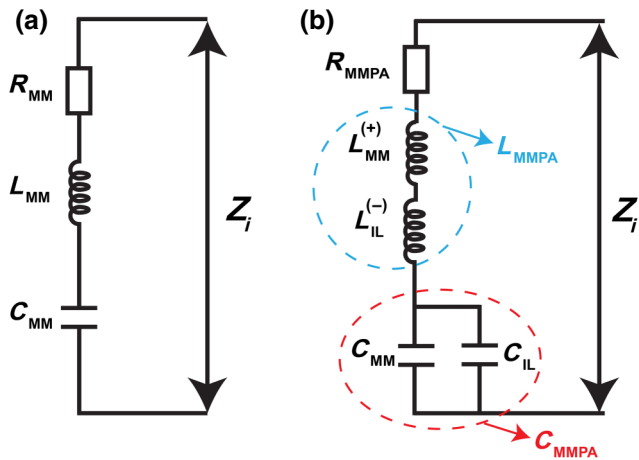 (a)
R_MM
L_MM
C_MM
Z_i
(b)
R_MMPA
L_MM^(+)
L_MMPA
L_IL^(−)
Z_i
C_MM
C_IL
C_MMPA